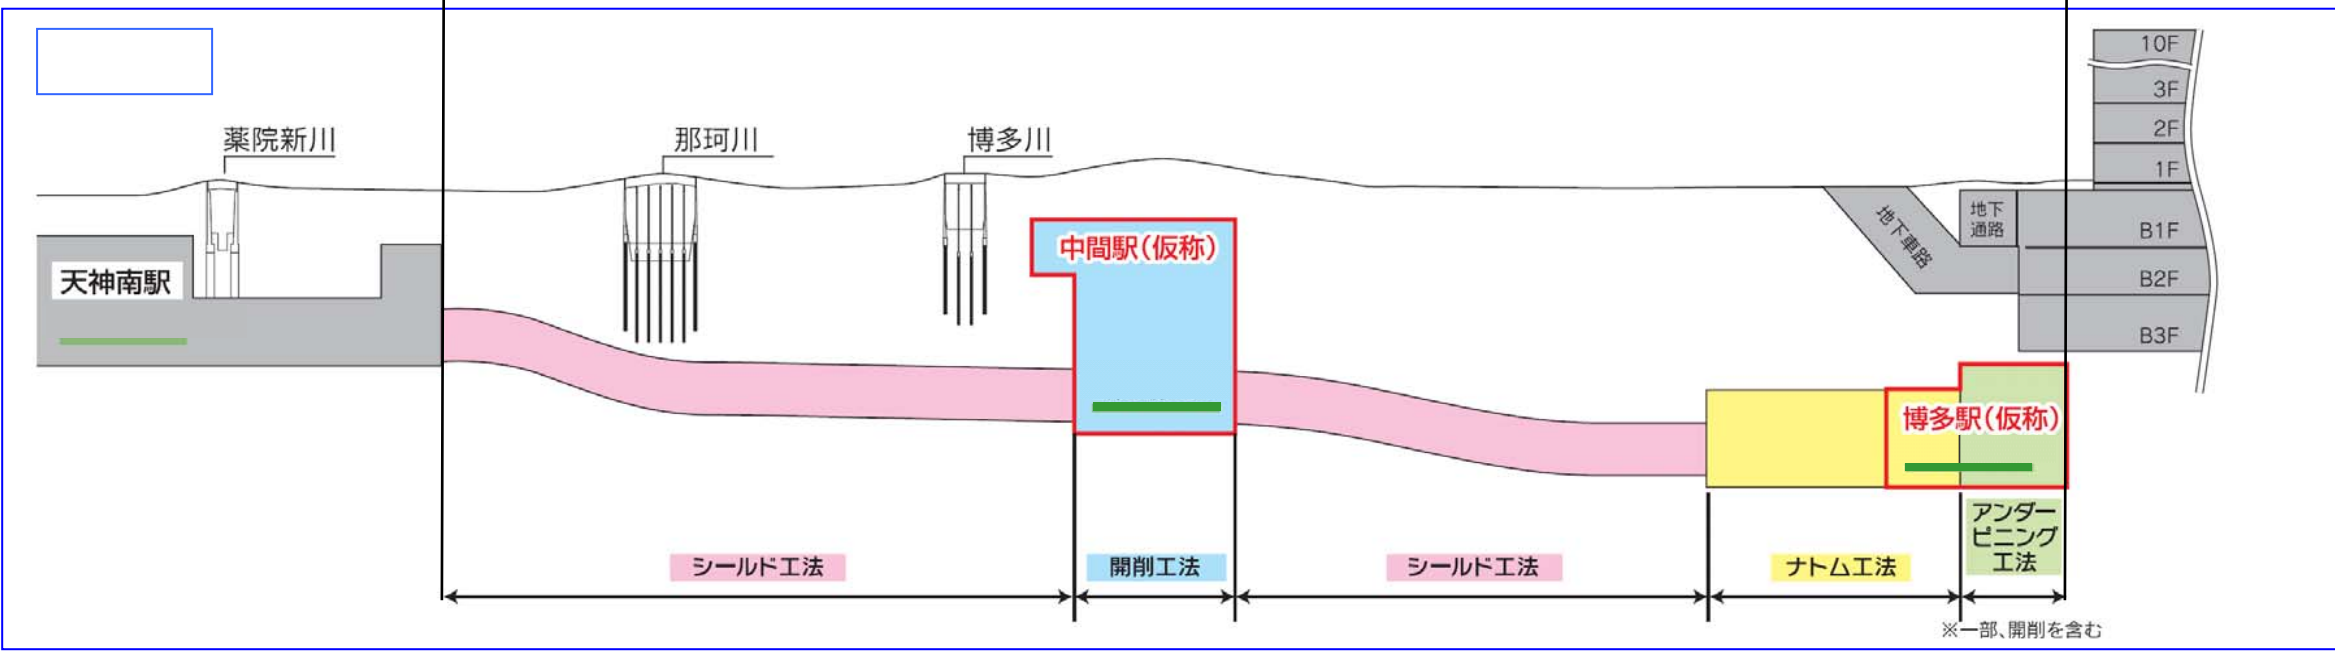 10F
3F
2F
1F
薬院新川
那珂川
博多川
地下車路
地下
通路
B1F
B2F
B3F
天神南駅
中間駅(仮称)
博多駅(仮称)
シールド工法
開削工法
シールド工法
ナトム工法
アンダー
ピニング
工法
※一部、開削を含む